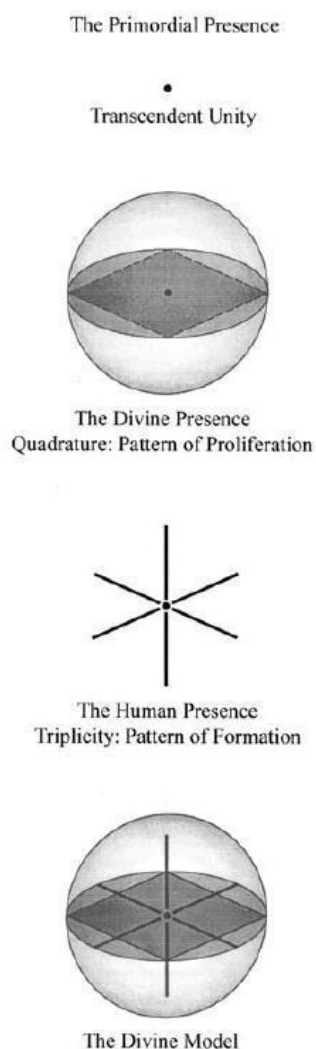 The Primordial Presence
Transcendent Unity
The Divine Presence
Quadrature: Pattern of Proliferation
The Human Presence
Triplicity: Pattern of Formation
The Divine Model